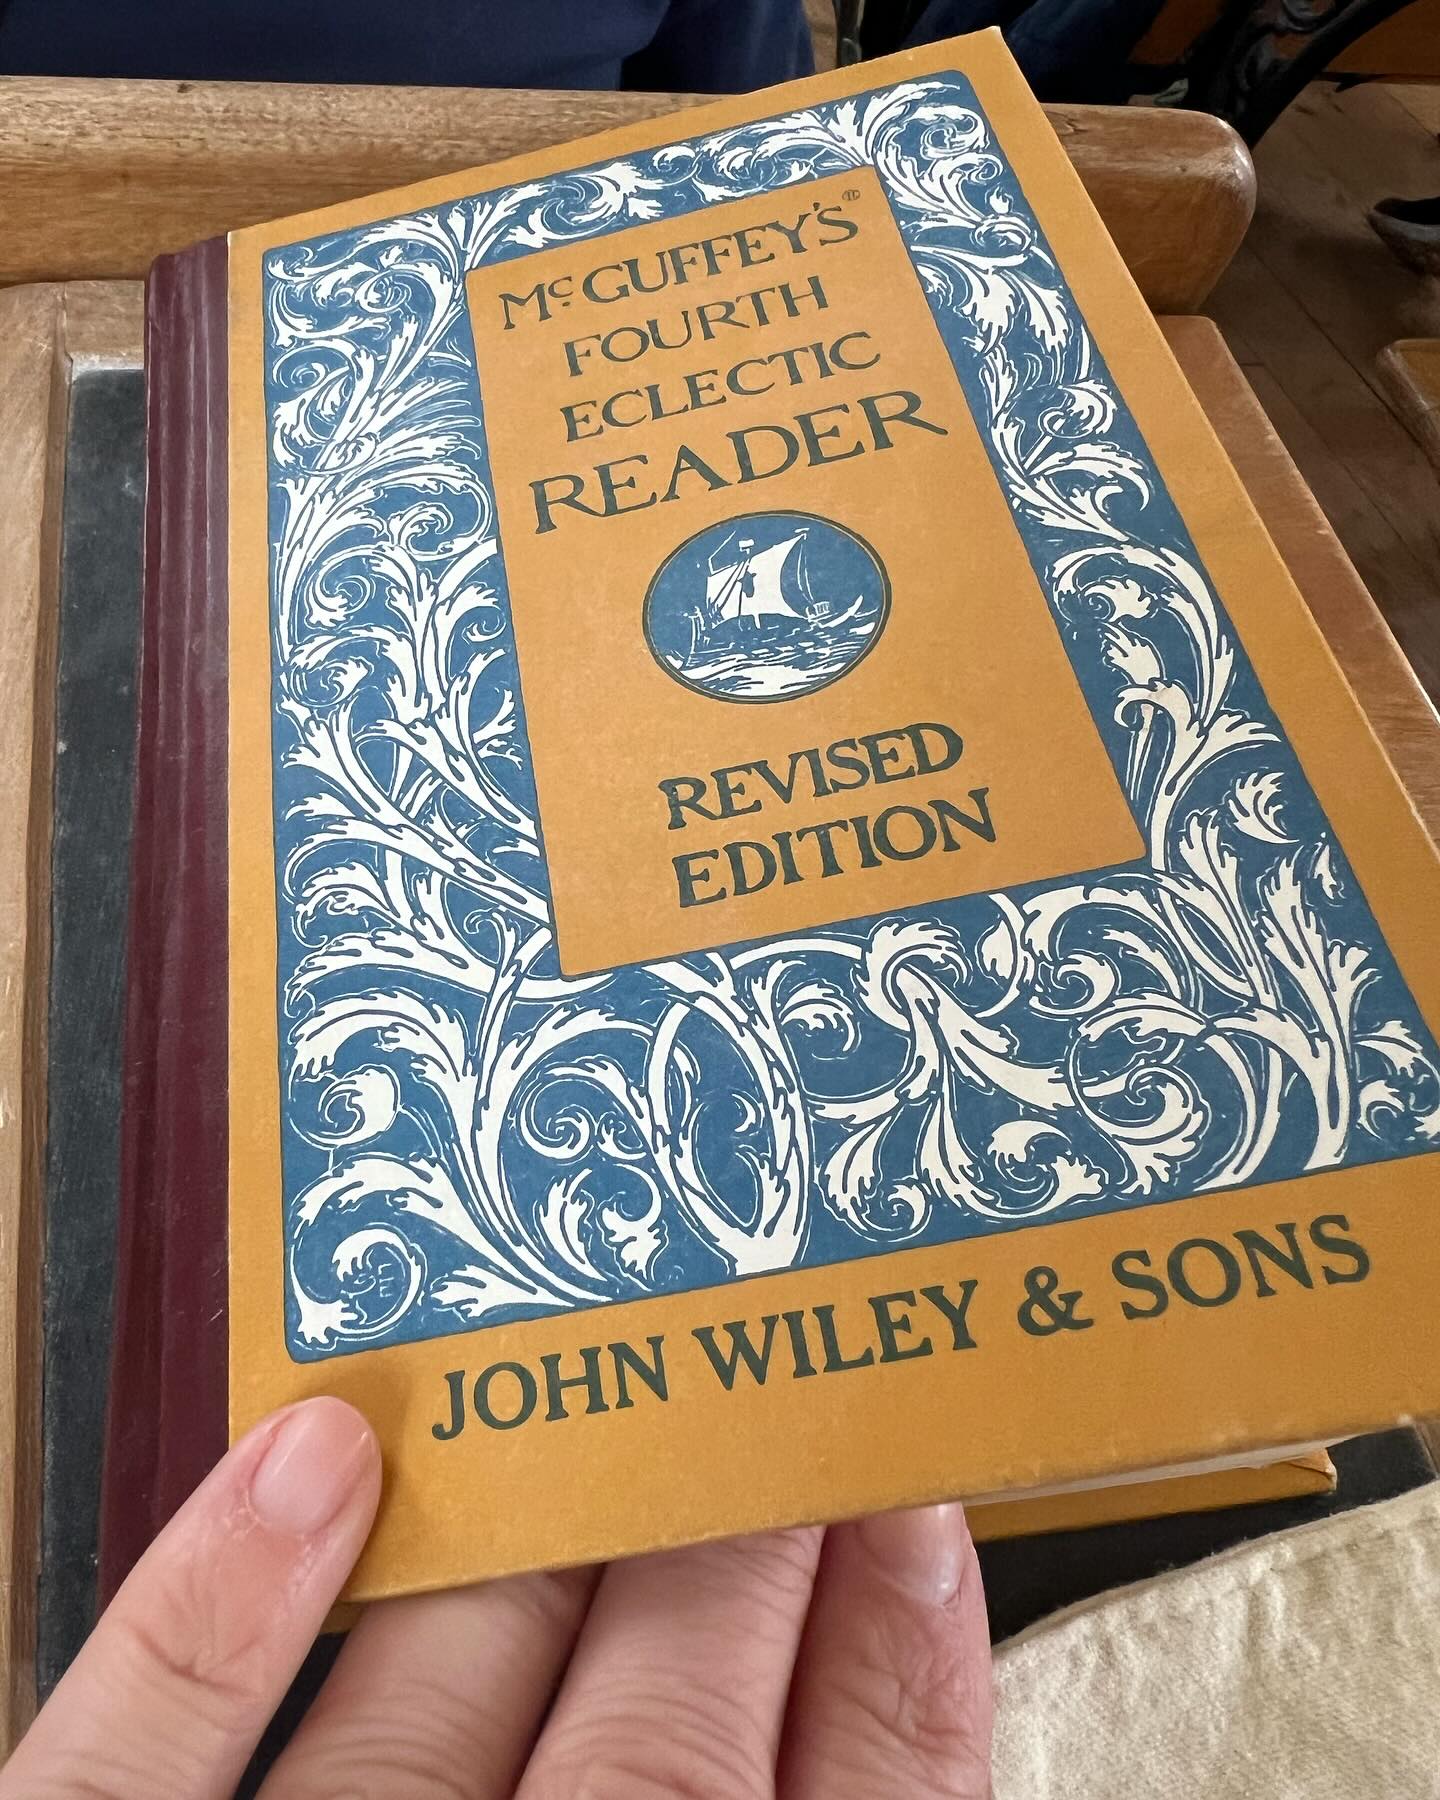 McGUFFEY'S®
FOURTH
ECLECTIC
READER
REVISED
EDITION
JOHN WILEY & SONS